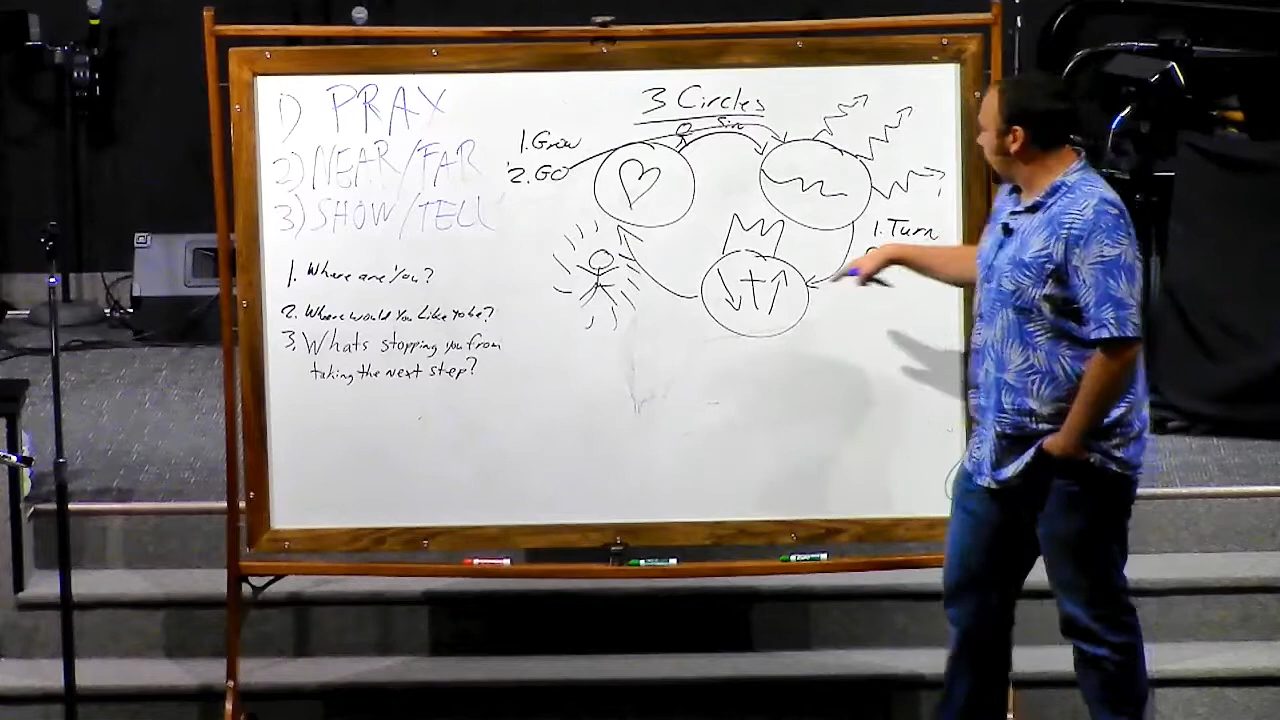 1) PRAY
2) NEAR/FAR
3) SHOW/TELL
1. Where are You?
2. Where would You Like to be?
3. Whats stopping you from
taking the next step?
3 Circles
Sin
1. Grow
2. GO
1. Turn